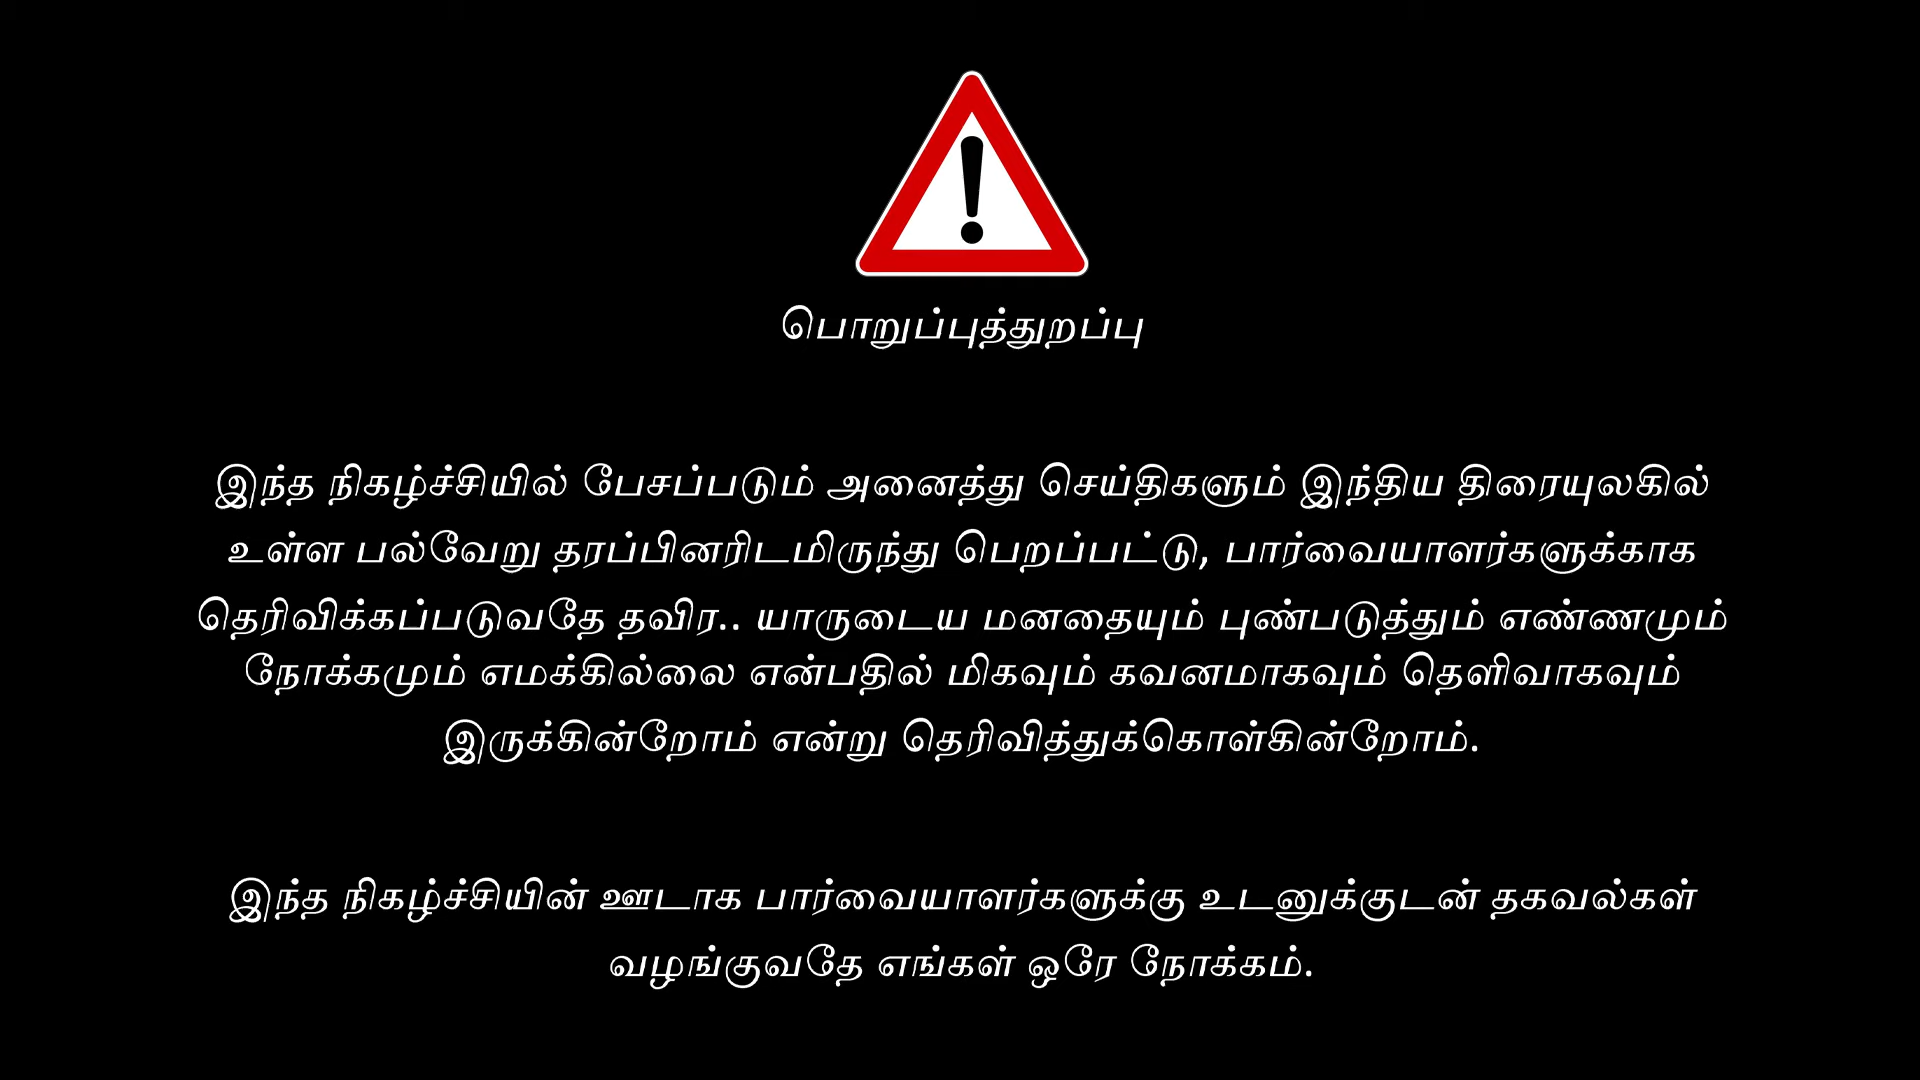 பொறுப்புத்துறப்பு
இந்த நிகழ்ச்சியில் பேசப்படும் அனைத்து செய்திகளும் இந்திய திரையுலகில்
உள்ள பல்வேறு தரப்பினரிடமிருந்து பெறப்பட்டு, பார்வையாளர்களுக்காக
தெரிவிக்கப்படுவதே தவிர.. யாருடைய மனதையும் புண்படுத்தும் எண்ணமும்
நோக்கமும் எமக்கில்லை என்பதில் மிகவும் கவனமாகவும் தெளிவாகவும்
இருக்கின்றோம் என்று தெரிவித்துக்கொள்கின்றோம்.
இந்த நிகழ்ச்சியின் ஊடாக பார்வையாளர்களுக்கு உடனுக்குடன் தகவல்கள்
வழங்குவதே எங்கள் ஒரே நோக்கம்.